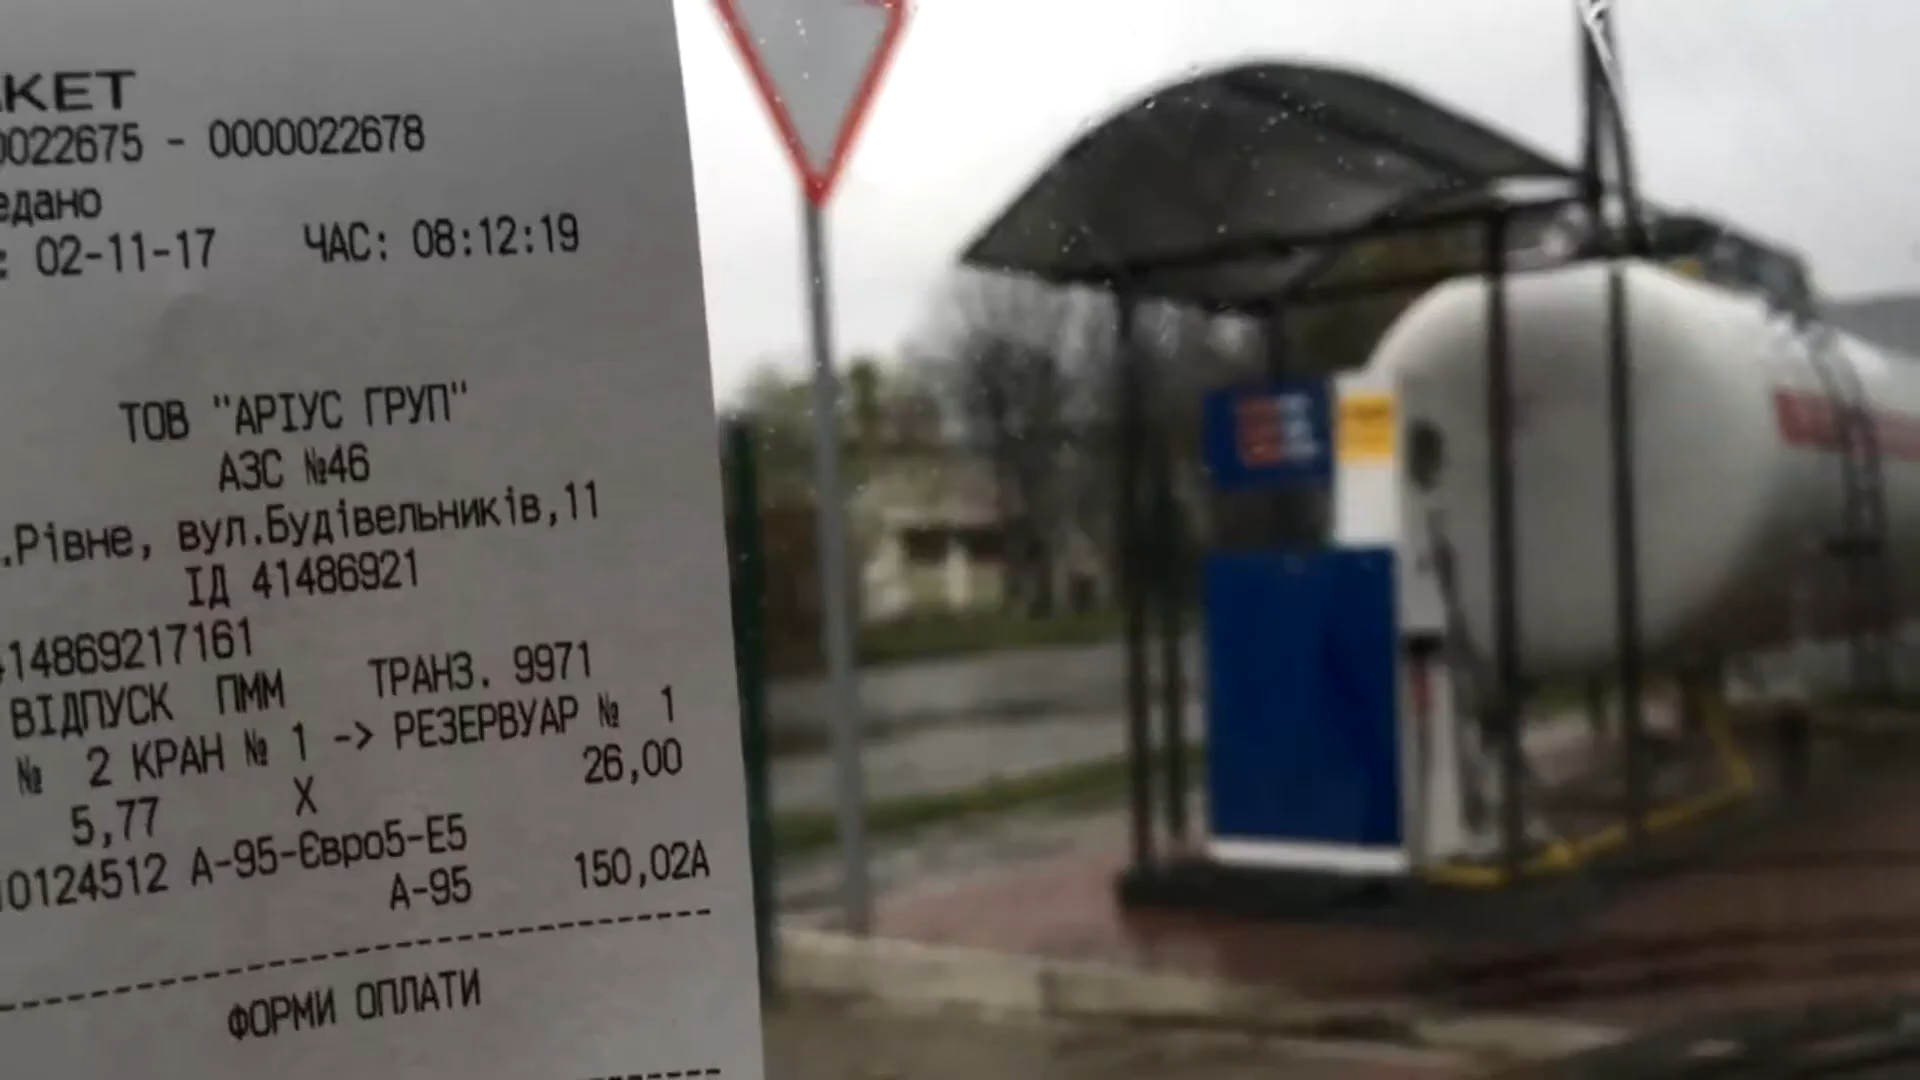 КЕТ
0022675 - 0000022678
едано
: 02-11-17 ЧАС: 08:12:19
ТОВ "АРІУС ГРУП"
АЗС №46
.Рівне, вул.Будівельників,11
ІД 41486921
414869217161
ВІДПУСК ПММ ТРАНЗ. 9971
№ 2 КРАН № 1 -> РЕЗЕРВУАР № 1
5,77 X 26,00
10124512 А-95-Євро5-Е5
А-95 150,02А
ФОРМИ ОПЛАТИ